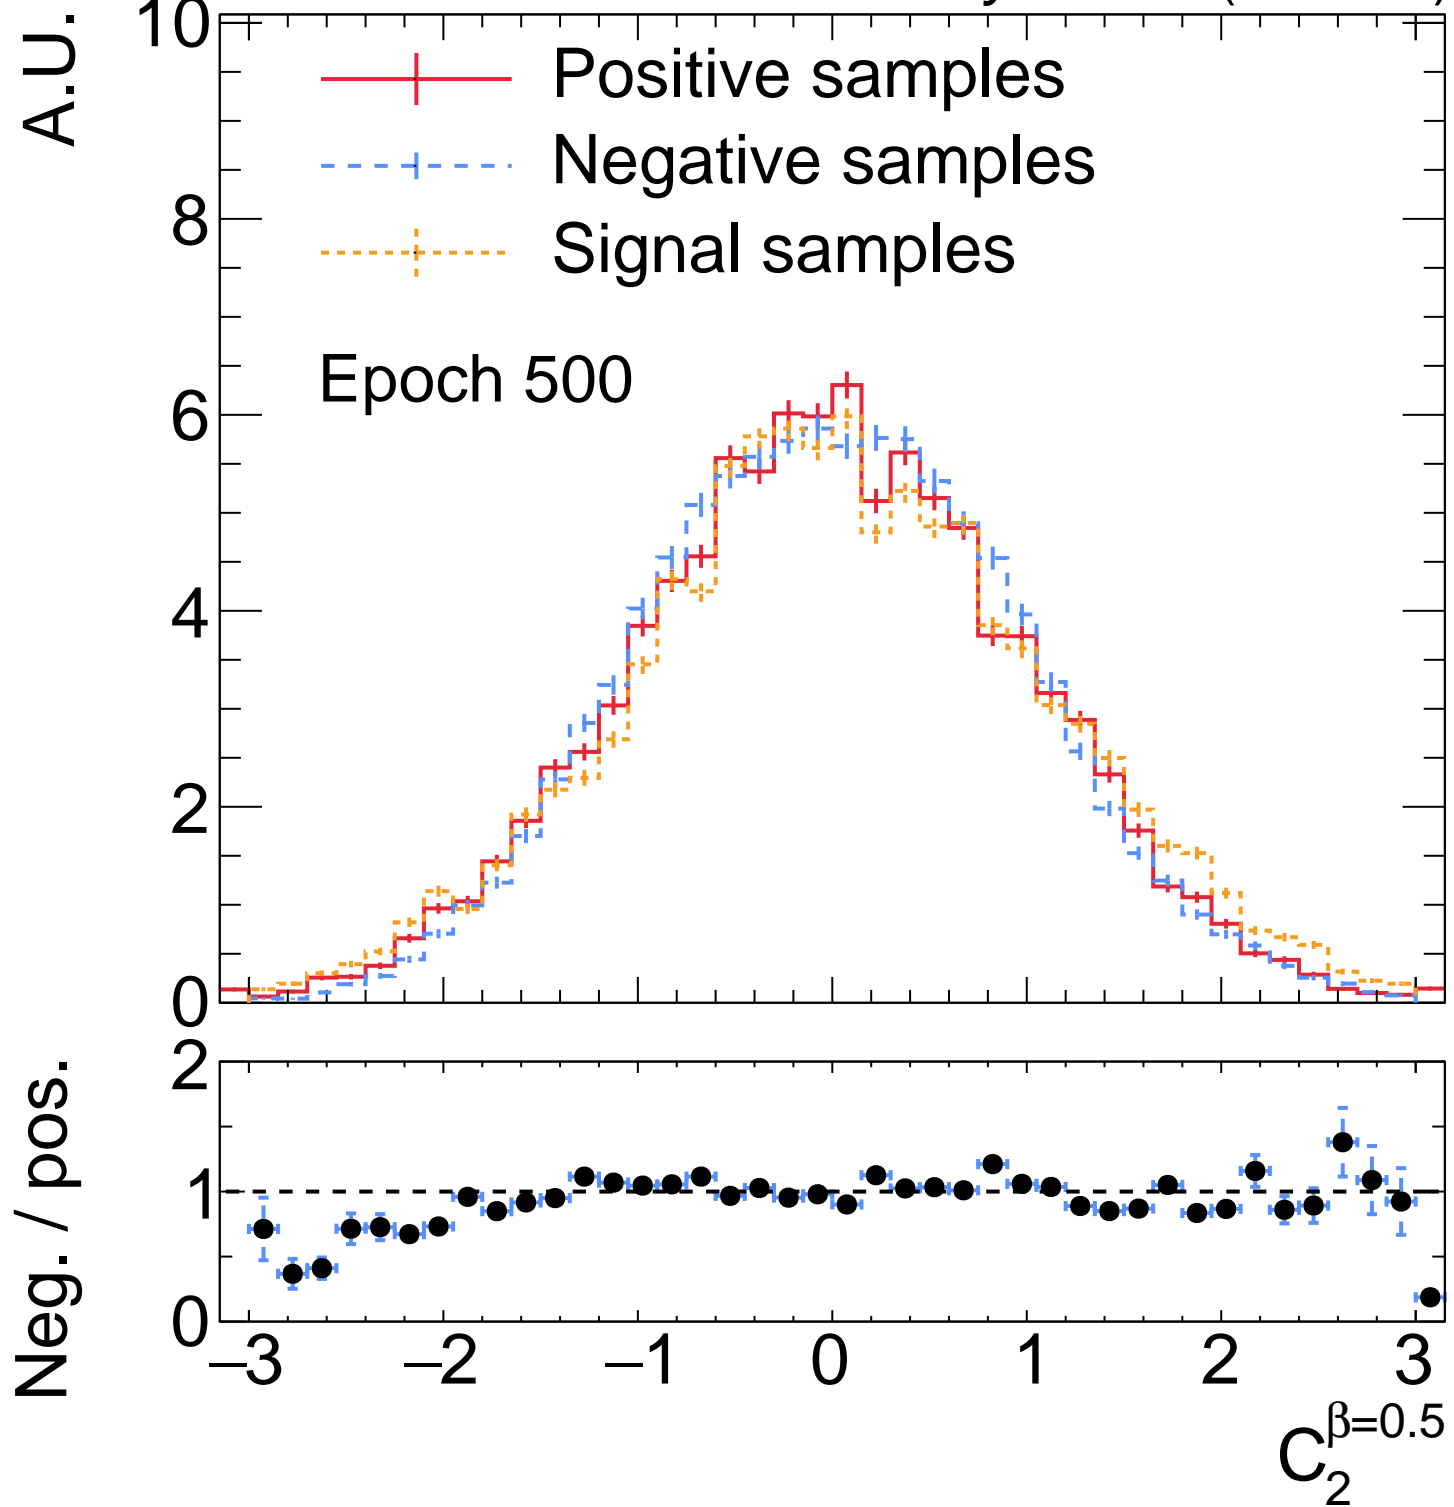 A.U.
10
8
6
4
2
0
Positive samples
Negative samples
Signal samples
Epoch 500
Neg. / pos.
2
1
0
−3 −2 −1 0 1 2 3
C₂^β=0.5